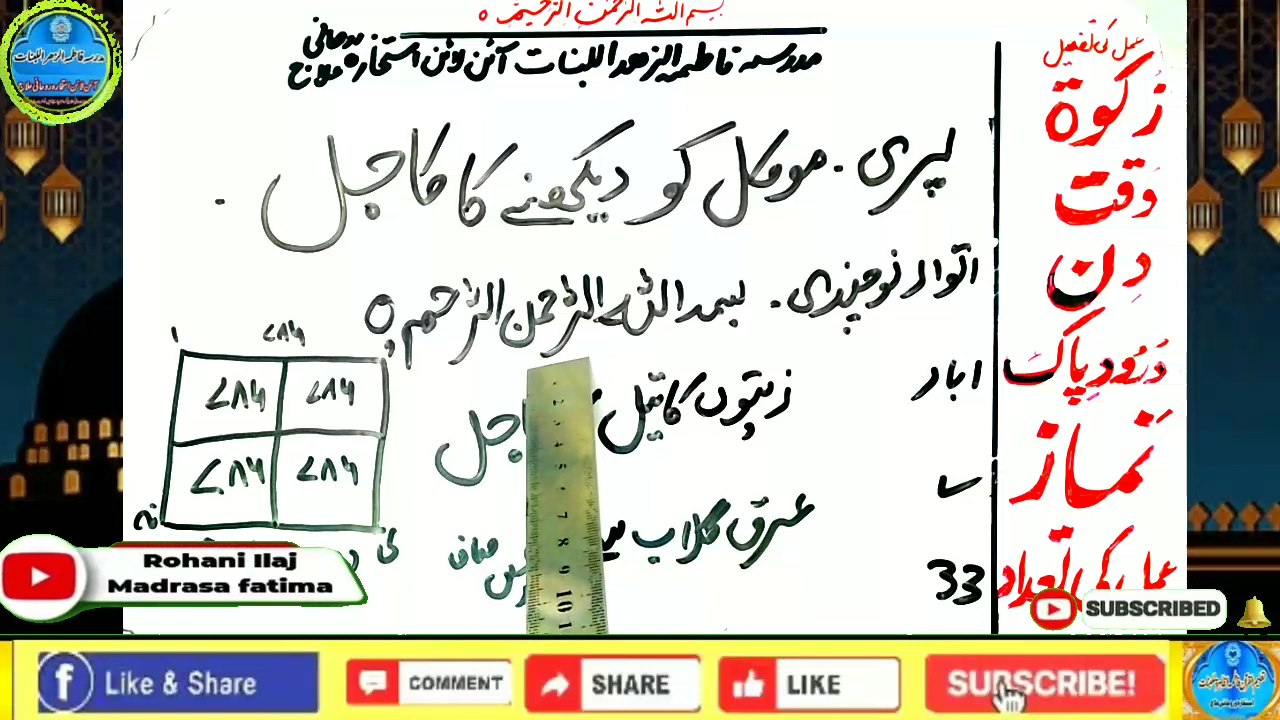 بسم اللہ الرحمٰن الرحیم ہ
مدرسہ فاطمۃ الزھرا للبنات آن لائن استخارہ روحانی علاج
پری. موکل کو دیکھنے کا کاجل.
اتوار نوچندی. بسم اللہ الرحمٰن الرحیم ہ
زیتون کا تیل
عرق گلاب
عمل کی تفصیل
زکوٰۃ
وقت
دن
درودِ پاک ۱۱ بار
نماز
عمل کی تعداد 33
۷۸۶
۷۸۶ ۷۸۶
۷۸۶ ۷۸۶
Rohani Ilaj
Madrasa fatima
SUBSCRIBED
Like & Share
COMMENT
SHARE
LIKE
SUBSCRIBE!